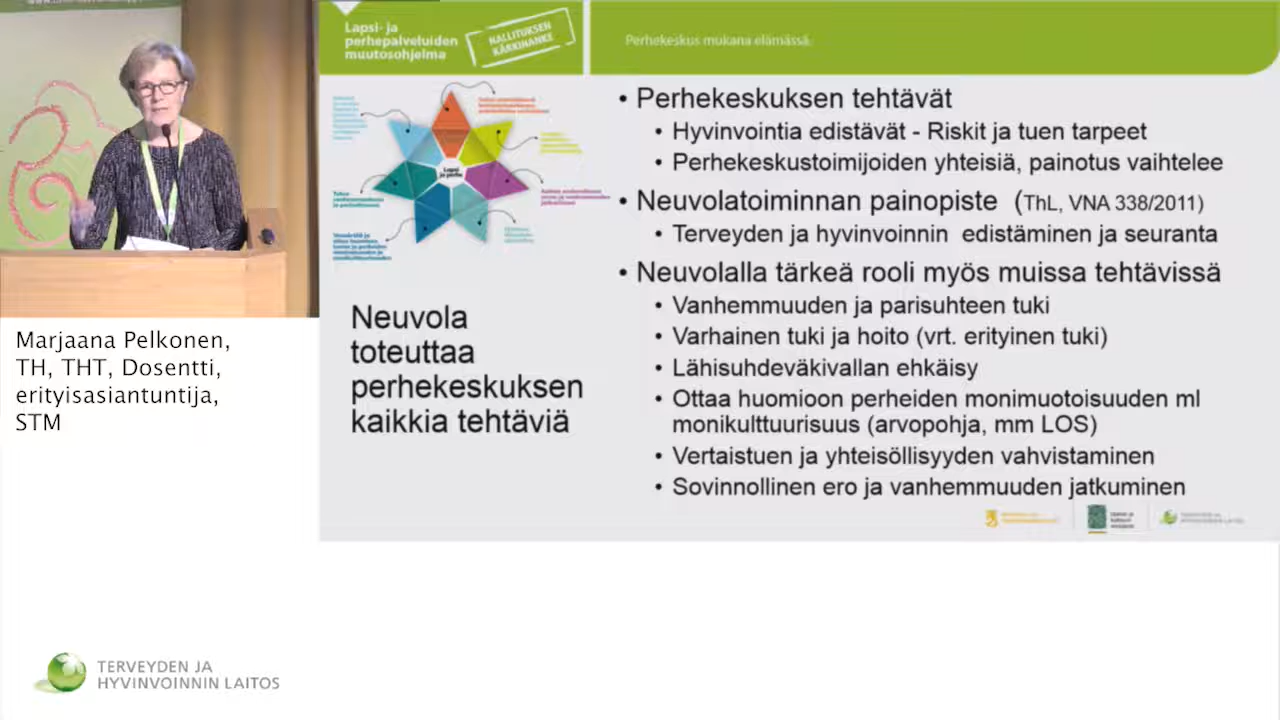 Lapsi- ja
perhepalveluiden
muutosohjelma
HALLITUKSEN
KÄRKIHANKE
Perhekeskus mukana elämässä.
Lapsi
ja perhe
Neuvola
toteuttaa
perhekeskuksen
kaikkia tehtäviä
• Perhekeskuksen tehtävät
• Hyvinvointia edistävät - Riskit ja tuen tarpeet
• Perhekeskustoimijoiden yhteisiä, painotus vaihtelee
• Neuvolatoiminnan painopiste (ThL, VNA 338/2011)
• Terveyden ja hyvinvoinnin edistäminen ja seuranta
• Neuvolalla tärkeä rooli myös muissa tehtävissä
• Vanhemmuuden ja parisuhteen tuki
• Varhainen tuki ja hoito (vrt. erityinen tuki)
• Lähisuhdeväkivallan ehkäisy
• Ottaa huomioon perheiden monimuotoisuuden ml
monikulttuurisuus (arvopohja, mm LOS)
• Vertaistuen ja yhteisöllisyyden vahvistaminen
• Sovinnollinen ero ja vanhemmuuden jatkuminen
Marjaana Pelkonen,
TH, THT, Dosentti,
erityisasiantuntija,
STM
TERVEYDEN JA
HYVINVOINNIN LAITOS
TERVEYDEN JA
HYVINVOINNIN LAITOS